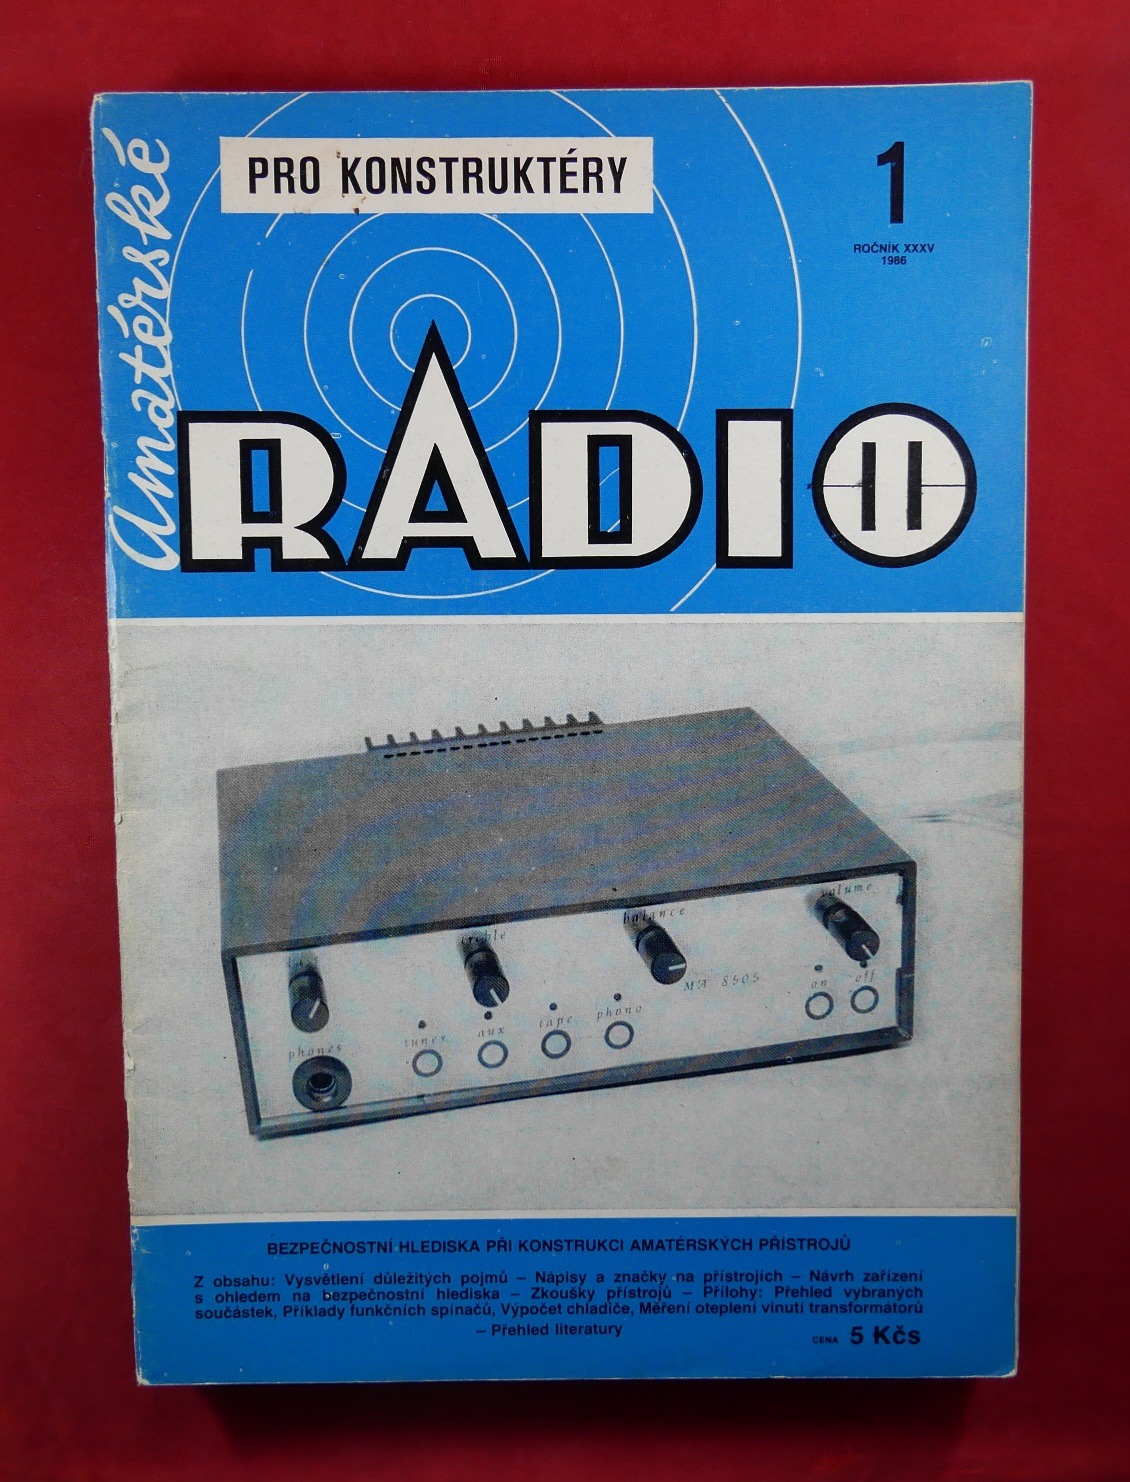 Amatérské
PRO KONSTRUKTÉRY
1
ROČNÍK XXXV
1986
RADIO
treble
balance
volume
MA 8505
on
off
phones
tuner
aux
tape
phono
BEZPEČNOSTNÍ HLEDISKA PŘI KONSTRUKCI AMATÉRSKÝCH PŘÍSTROJŮ
Z obsahu: Vysvětlení důležitých pojmů – Nápisy a značky na přístrojích – Návrh zařízení
s ohledem na bezpečnostní hlediska – Zkoušky přístrojů – Přílohy: Přehled vybraných
součástek, Příklady funkčních spínačů, Výpočet chladiče, Měření oteplení vinutí transformátorů
– Přehled literatury
CENA 5 Kčs